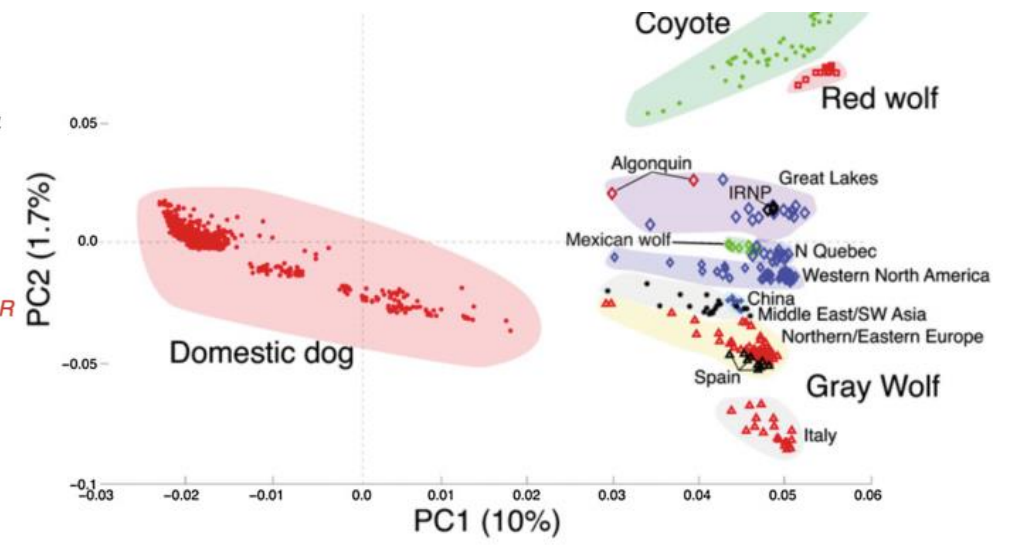 Coyote
Red wolf
0.05
Algonquin
Great Lakes
IRNP
PC2 (1.7%)
0.0
Mexican wolf
N Quebec
Western North America
R
China
Middle East/SW Asia
Northern/Eastern Europe
Domestic dog
−0.05
Spain
Gray Wolf
Italy
−0.1
−0.03 −0.02 −0.01 0.0 0.01 0.02 0.03 0.04 0.05 0.06
PC1 (10%)